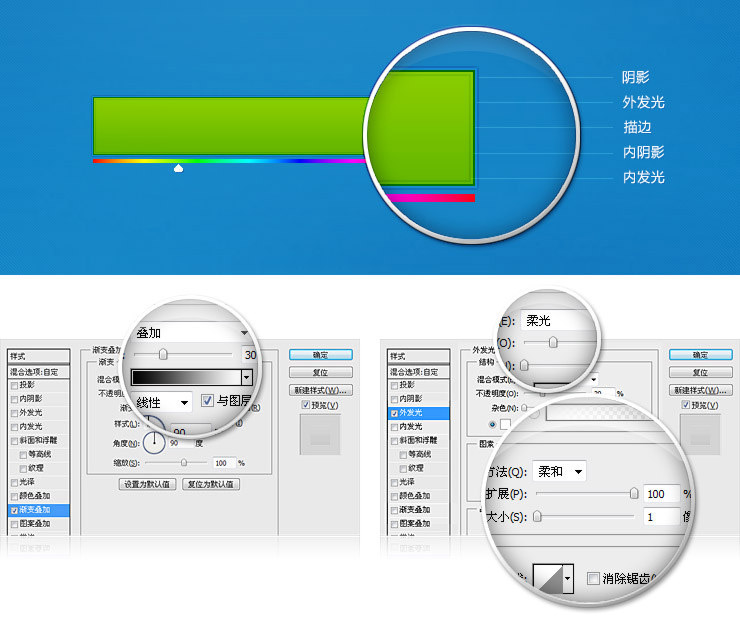 阴影
外发光
描边
内阴影
内发光
样式
混合选项:自定
投影
内阴影
外发光
内发光
斜面和浮雕
等高线
纹理
光泽
颜色叠加
渐变叠加
图案叠加
渐变叠加
渐变
混合模
不透明度
样式(L):
角度(N):
90
度
缩放(S):
100
%
设置为默认值
复位为默认值
叠加
30
线性
与图层
90
确定
复位
新建样式(W)...
预览(V)
样式
混合选项:自定
投影
内阴影
外发光
内发光
斜面和浮雕
等高线
纹理
光泽
颜色叠加
渐变叠加
图案叠加
外发光
结构
混合模式
不透明度(O):
%
杂色(N):
图素
(E):
柔光
(O):
(J):
方法(Q):
柔和
扩展(P):
100
%
大小(S):
1
像
消除锯齿
确定
复位
新建样式(W)...
预览(V)